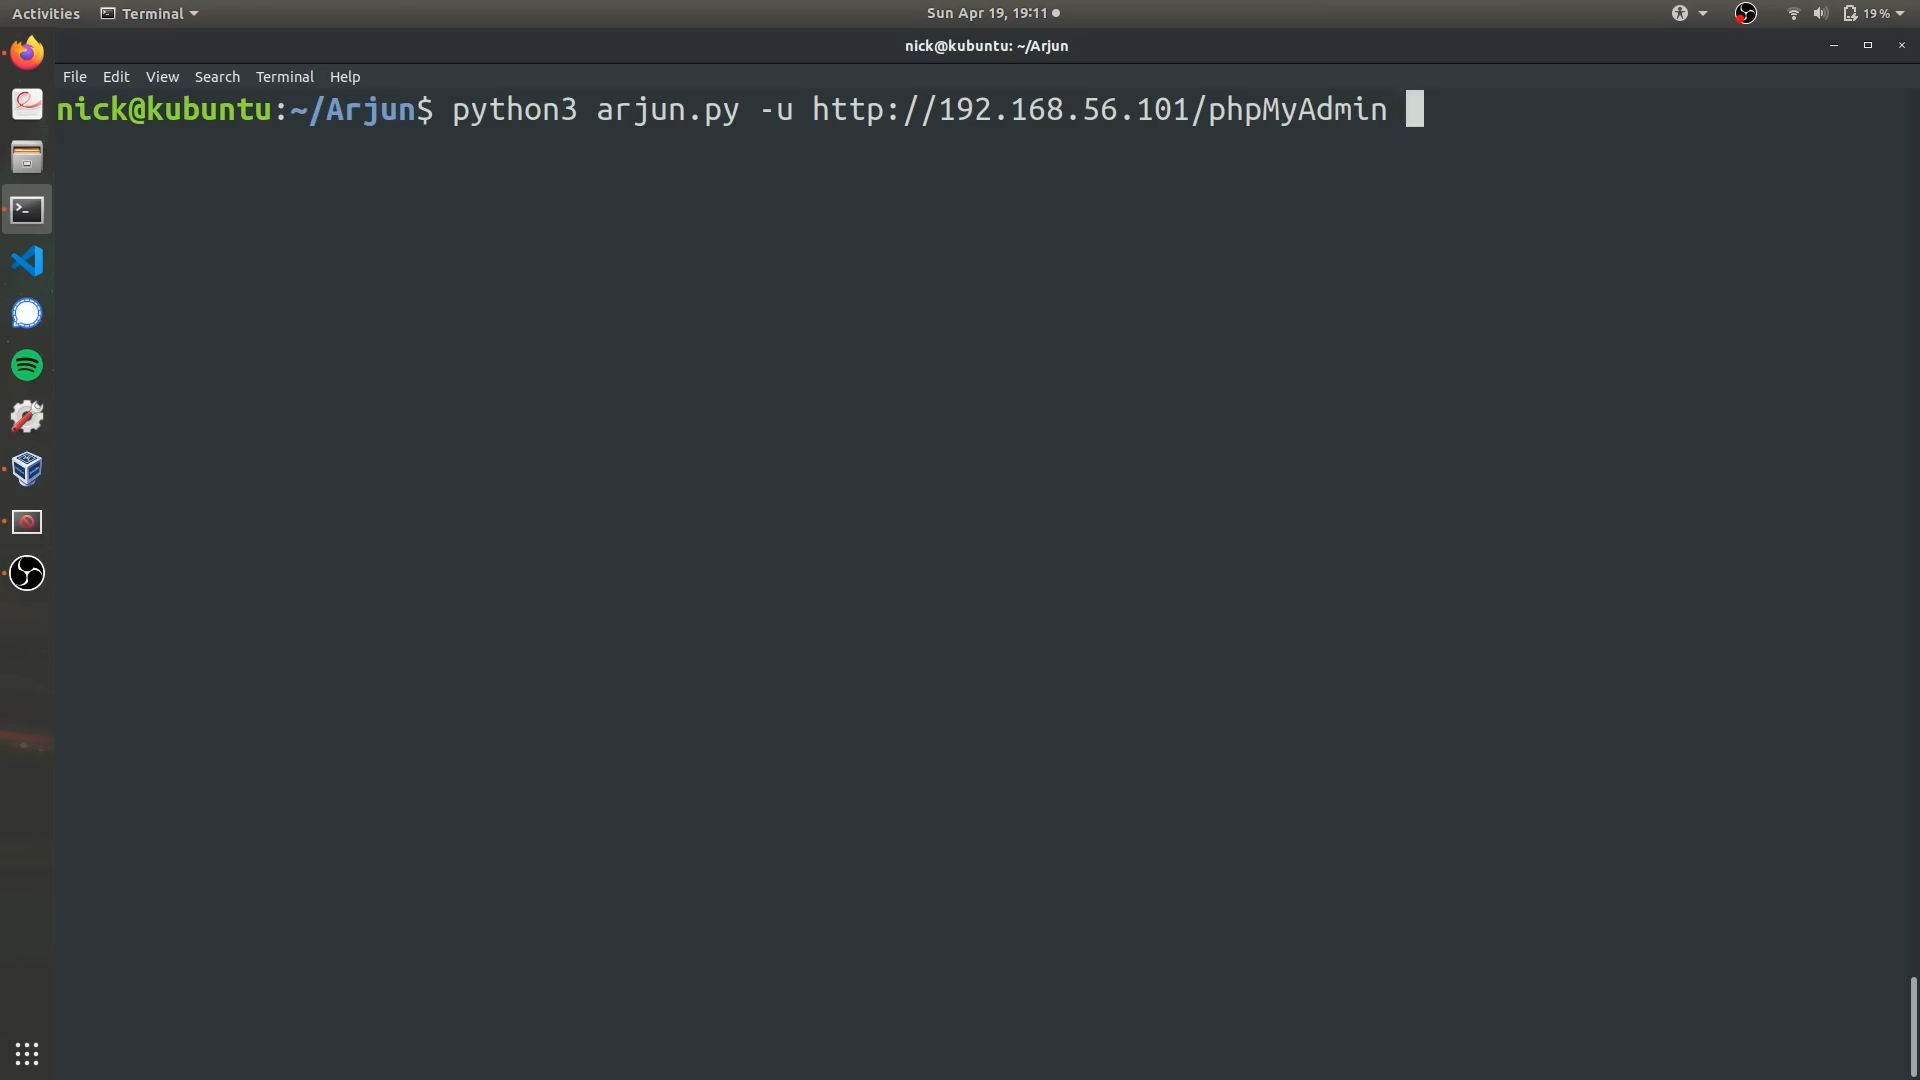 Activities Terminal Sun Apr 19, 19:11 19%
nick@kubuntu: ~/Arjun
File Edit View Search Terminal Help
nick@kubuntu:~/Arjun$ python3 arjun.py -u http://192.168.56.101/phpMyAdmin